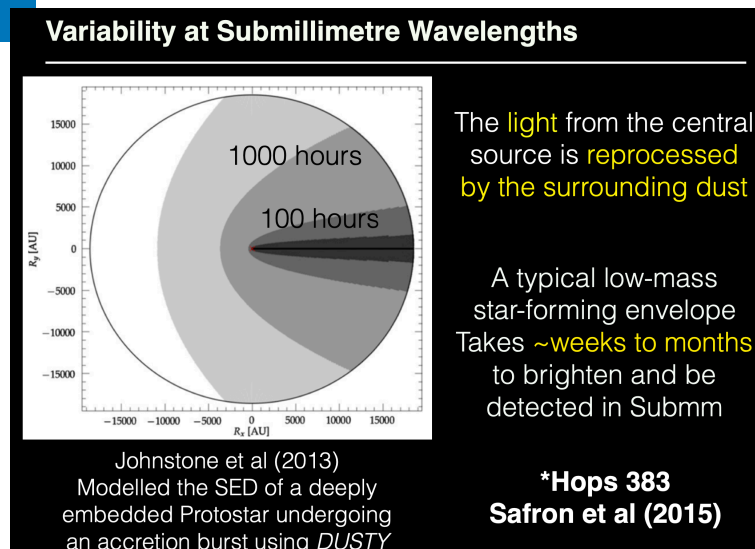 Variability at Submillimetre Wavelengths
The light from the central
source is reprocessed
by the surrounding dust
1000 hours
100 hours
15000
10000
5000
0
−5000
−10000
−15000
R_y [AU]
−15000 −10000 −5000 0 5000 10000 15000
R_x [AU]
A typical low-mass
star-forming envelope
Takes ~weeks to months
to brighten and be
detected in Submm
Johnstone et al (2013)
Modelled the SED of a deeply
embedded Protostar undergoing
an accretion burst using DUSTY
*Hops 383
Safron et al (2015)